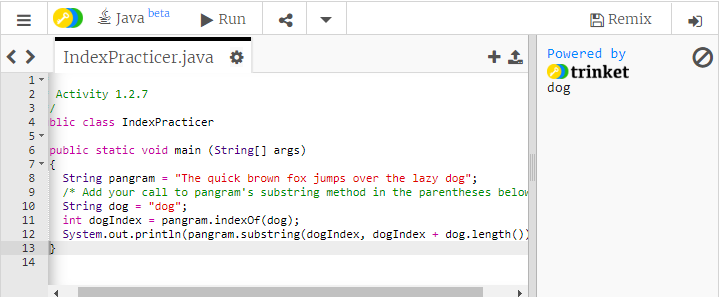 Java beta
Run
Remix
IndexPracticer.java
1
2 Activity 1.2.7
3 /
4 blic class IndexPracticer
5
6 public static void main (String[] args)
7 {
8 String pangram = "The quick brown fox jumps over the lazy dog";
9 /* Add your call to pangram's substring method in the parentheses below
10 String dog = "dog";
11 int dogIndex = pangram.indexOf(dog);
12 System.out.println(pangram.substring(dogIndex, dogIndex + dog.length())
13 }
14
Powered by
trinket
dog